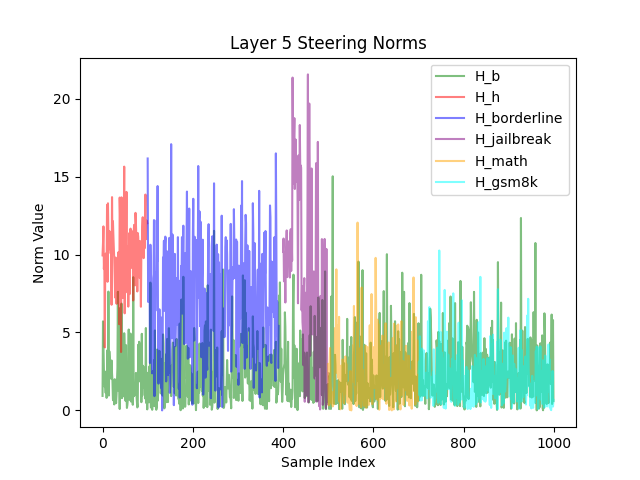 Layer 5 Steering Norms
H_b
H_h
H_borderline
H_jailbreak
H_math
H_gsm8k
Norm Value
20
15
10
5
0
0 200 400 600 800 1000
Sample Index